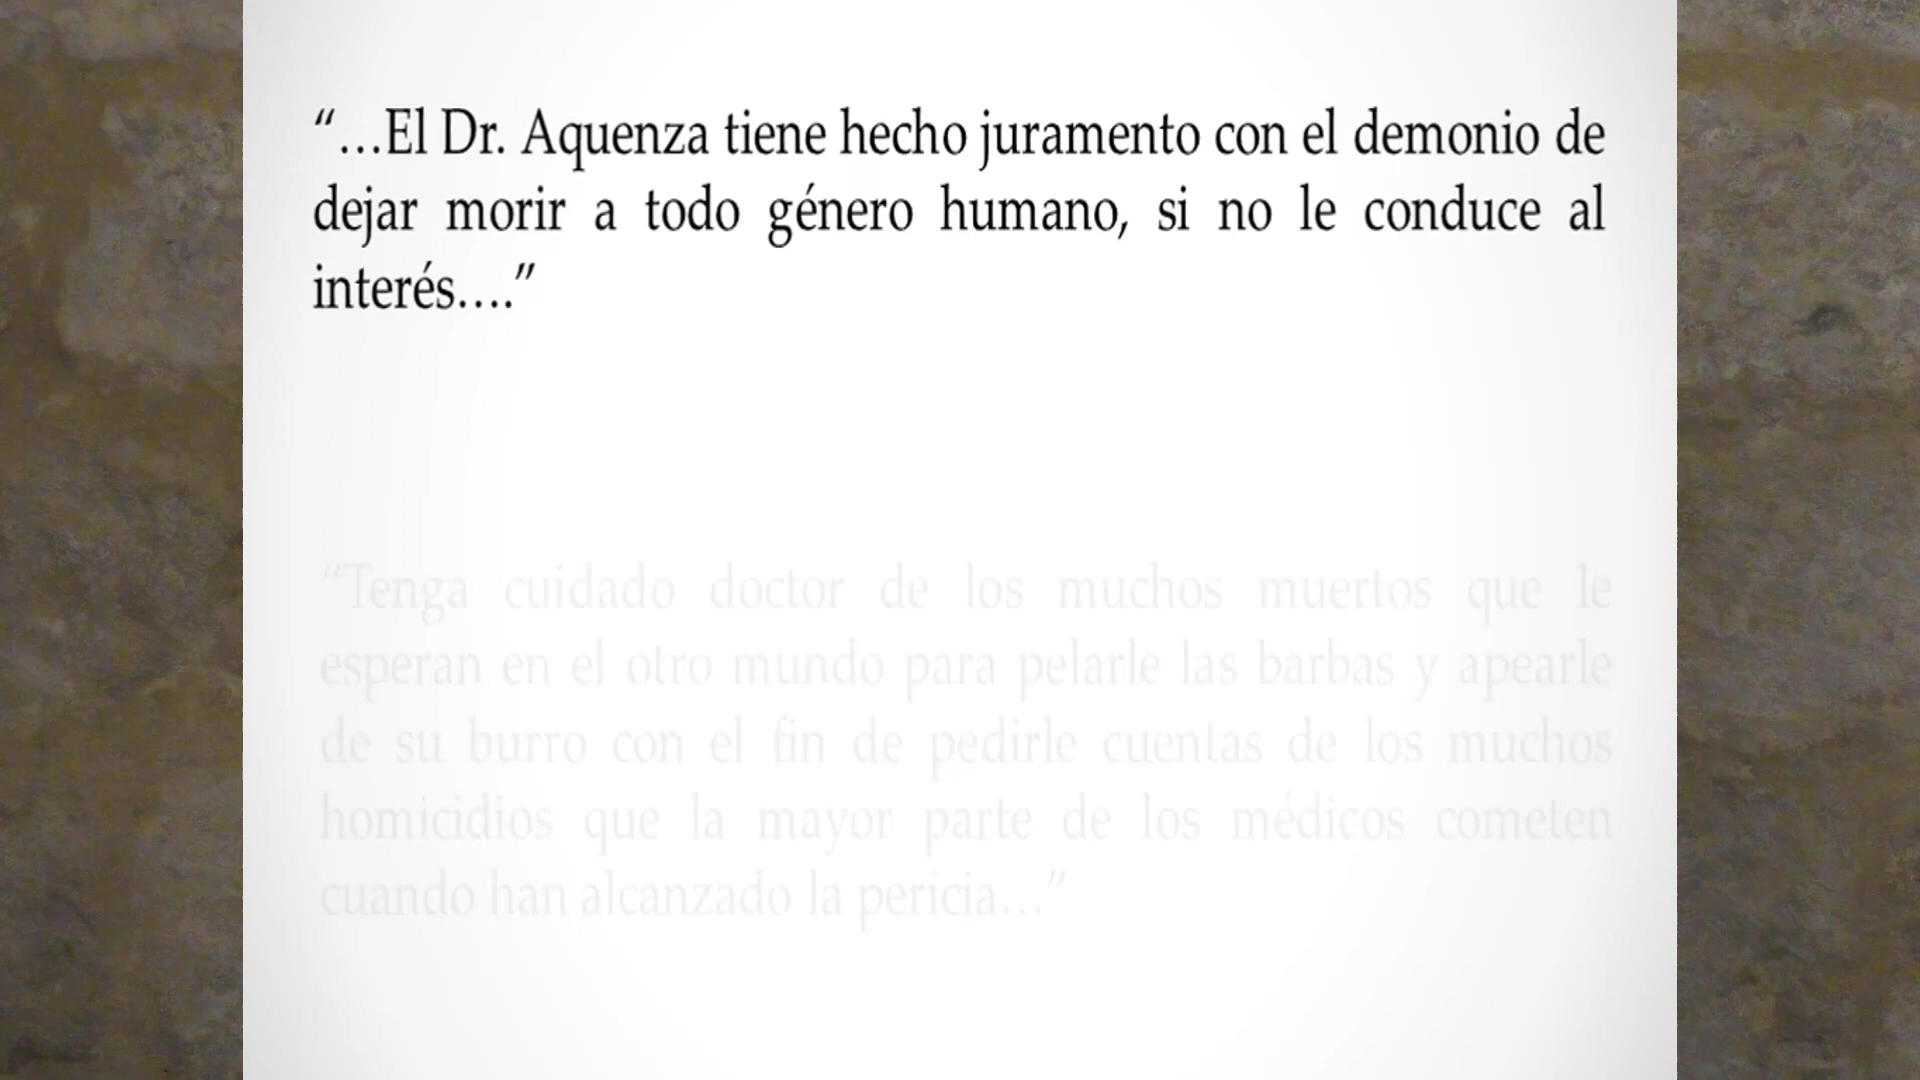 “…El Dr. Aquenza tiene hecho juramento con el demonio de
dejar morir a todo género humano, si no le conduce al
interés….”
“Tenga cuidado doctor de los muchos muertos que le
esperan en el otro mundo para pelarle las barbas y apearle
de su burro con el fin de pedirle cuentas de los muchos
homicidios que la mayor parte de los médicos cometen
cuando han alcanzado la pericia…”